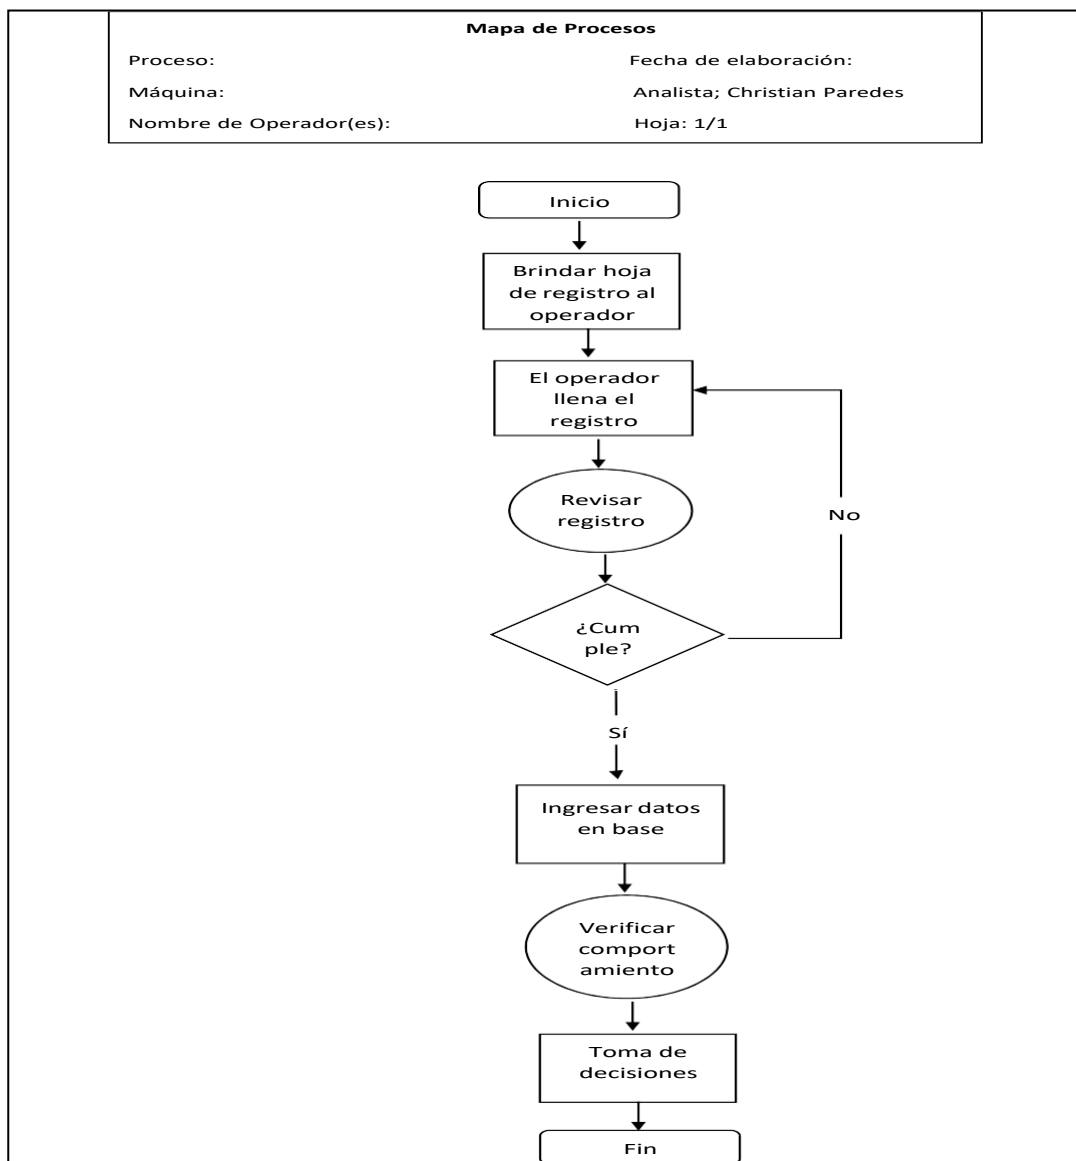 Mapa de Procesos
Proceso: Fecha de elaboración:
Máquina: Analista; Christian Paredes
Nombre de Operador(es): Hoja: 1/1
Inicio
Brindar hoja
de registro al
operador
El operador
llena el
registro
Revisar
registro
No
¿Cum
ple?
Sí
Ingresar datos
en base
Verificar
comport
amiento
Toma de
decisiones
Fin